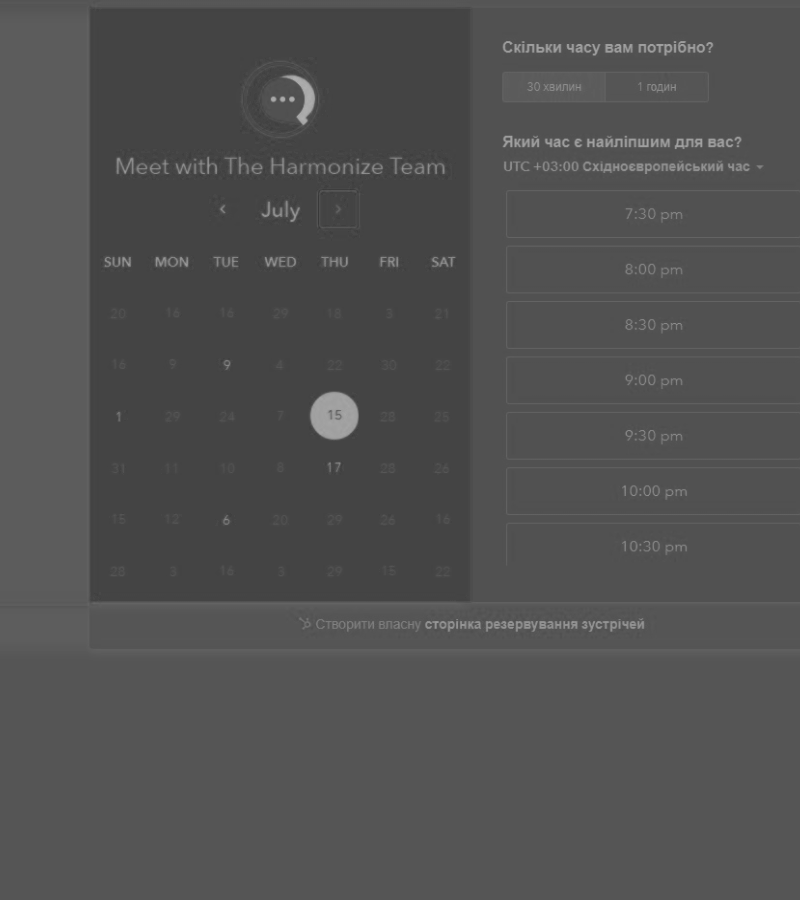 Meet with The Harmonize Team
July
SUN MON TUE WED THU FRI SAT
20 16 16 29 18 3 21
16 9 9 4 22 30 22
1 29 24 7 15 28 25
31 11 10 8 17 28 26
15 12 6 20 29 26 16
28 3 16 3 29 15 22
Скільки часу вам потрібно?
30 хвилин 1 годин
Який час є найліпшим для вас?
UTC +03:00 Східноєвропейський час
7:30 pm
8:00 pm
8:30 pm
9:00 pm
9:30 pm
10:00 pm
10:30 pm
Створити власну сторінка резервування зустрічей